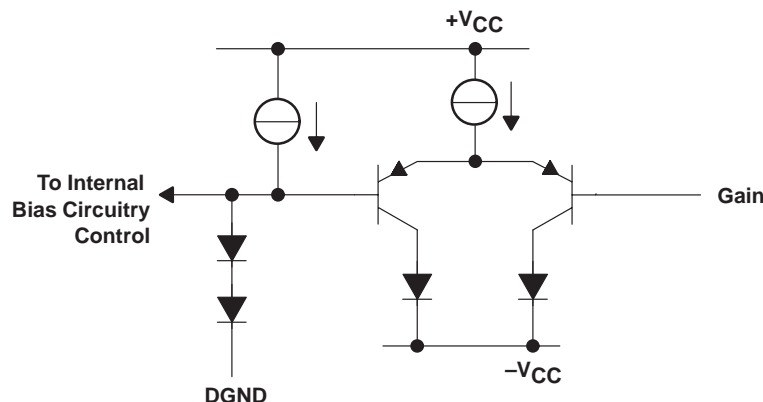 +VCC
To Internal
Bias Circuitry
Control
Gain
–VCC
DGND